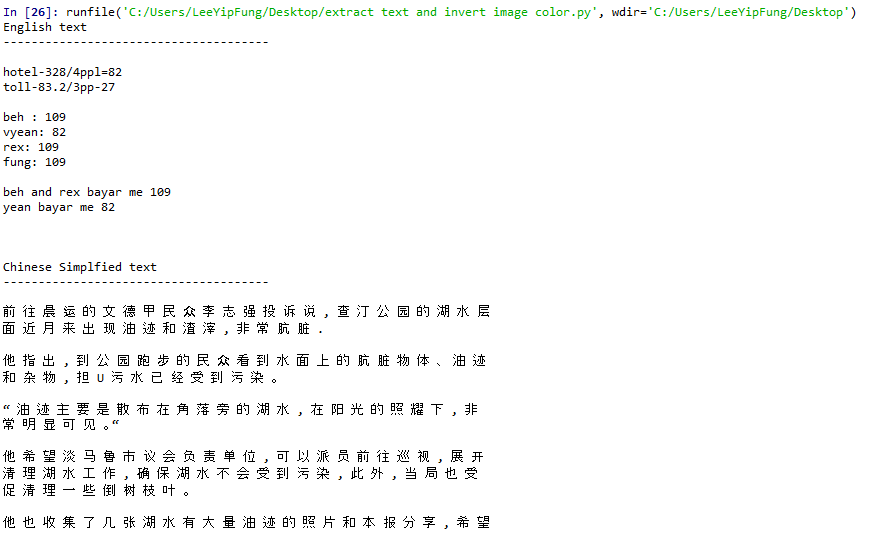 In [26]: runfile('C:/Users/LeeYipFung/Desktop/extract text and invert image color.py', wdir='C:/Users/LeeYipFung/Desktop')
English text
--------------------------------------
hotel-328/4ppl=82
toll-83.2/3pp-27
beh : 109
vyean: 82
rex: 109
fung: 109
beh and rex bayar me 109
yean bayar me 82
Chinese Simplfied text
--------------------------------------
前 往 晨 运 的 文 德 甲 民 众 李 志 强 投 诉 说 , 查 汀 公 园 的 湖 水 层
面 近 月 来 出 现 油 迹 和 渣 滓 , 非 常 肮 脏 .
他 指 出 , 到 公 园 跑 步 的 民 众 看 到 水 面 上 的 肮 脏 物 体 、 油 迹
和 杂 物 , 担 U 污 水 已 经 受 到 污 染 。
“ 油 迹 主 要 是 散 布 在 角 落 旁 的 湖 水 , 在 阳 光 的 照 耀 下 , 非
常 明 显 可 见 。“
他 希 望 淡 马 鲁 市 议 会 负 责 单 位 , 可 以 派 员 前 往 巡 视 , 展 开
清 理 湖 水 工 作 , 确 保 湖 水 不 会 受 到 污 染 , 此 外 , 当 局 也 受
促 清 理 一 些 倒 树 枝 叶 。
他 也 收 集 了 几 张 湖 水 有 大 量 油 迹 的 照 片 和 本 报 分 享 , 希 望